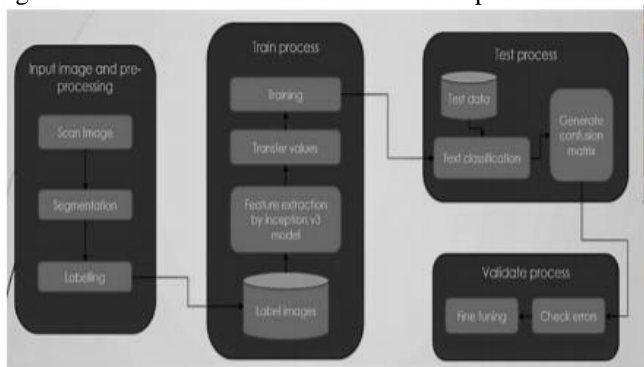 Input image and pre-
processing
Scan Image
Segmentation
Labelling
Train process
Training
Transfer values
Feature extraction
by inception v3
model
Label images
Test process
Test data
Text classification
Generate
confusion
matrix
Validate process
Fine tuning
Check errors